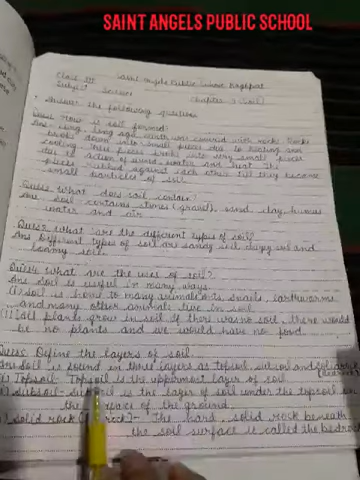 SAINT ANGELS PUBLIC SCHOOL
Class III Saint Angels Public School Baghpat
Subject Science Chapter (Soil)
Answer the following question
Ques1 How is soil formed?
Ans Long, long ago earth was covered with rocks. Rocks
broke down into small pieces due to heating and
cooling. These pieces broke into very small pieces
due to action of wind, water and heat. The
pieces rubbed against each other till they became
small particles of soil.
Ques2 What does soil contain?
Ans Soil contains stones (gravel), sand, clay, humus
water and air.
Ques3 What are the different types of soil?
Ans Different types of soil are sandy soil, clayey soil and
loamy soil.
Ques4 What are the uses of soil?
Ans Soil is useful in many ways.
(i) Soil is home to many animals. Ants, snails, earthworms
and many other animals live in soil
(ii) All plants grow in soil if there was no soil, there would
be no plants and we would have no food.
Ques5 Define the layers of soil.
Ans Soil is found in three layers as topsoil, subsoil and
(Bedrock)
(i) Topsoil - Topsoil is the uppermost layer of soil
Subsoil - Subsoil is the layer of soil under the topsoil on
the surface of the ground.
Solid rock - The hard, solid rock beneath
the soil surface is called the bedrock